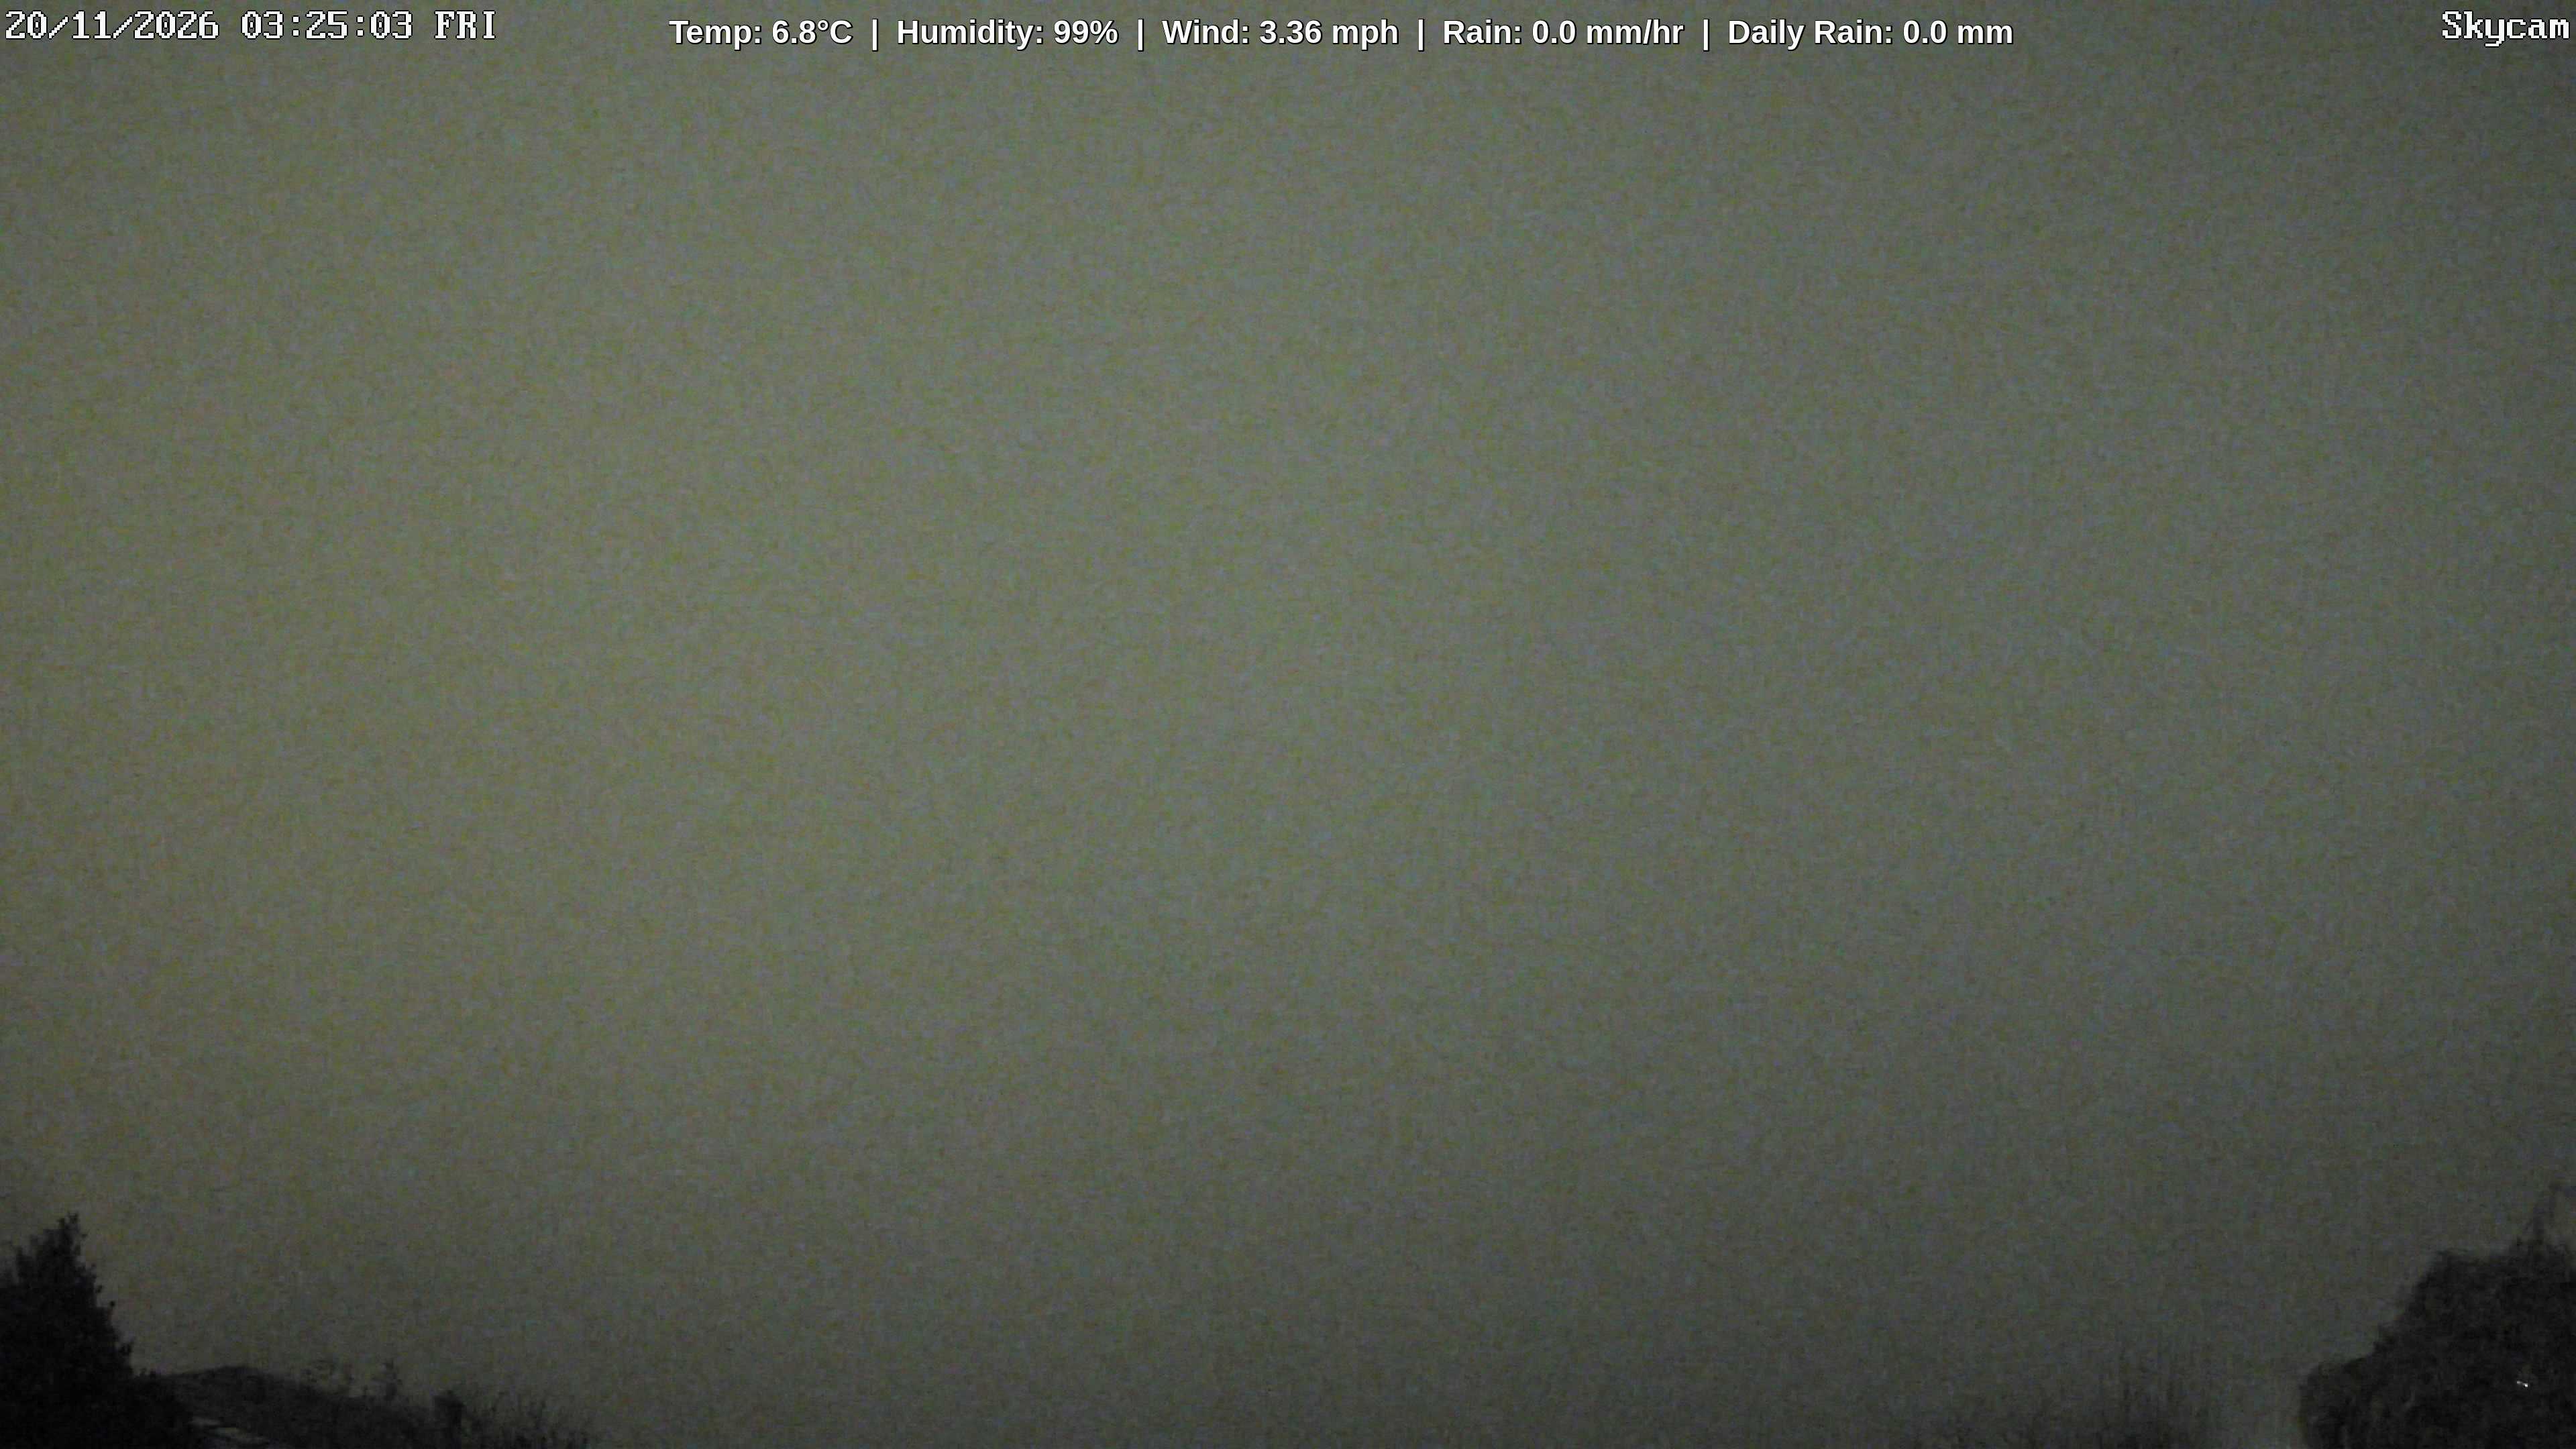 20/11/2026 03:25:03 FRI
Temp: 6.8°C | Humidity: 99% | Wind: 3.36 mph | Rain: 0.0 mm/hr | Daily Rain: 0.0 mm
Skycam